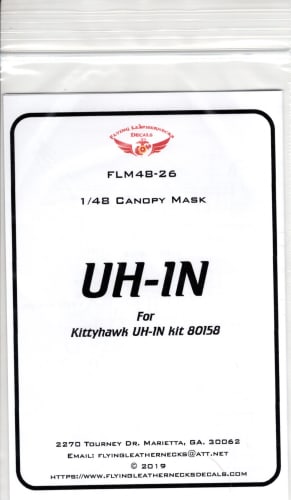 Flying Leathernecks
Decals
FLM48-26
1/48 Canopy Mask
UH-1N
For
Kittyhawk UH-1N kit 80158
2270 Tourney Dr. Marietta, GA. 30062
Email: flyingleathernecks@att.net
© 2019
https://www.flyingleathernecksdecals.com